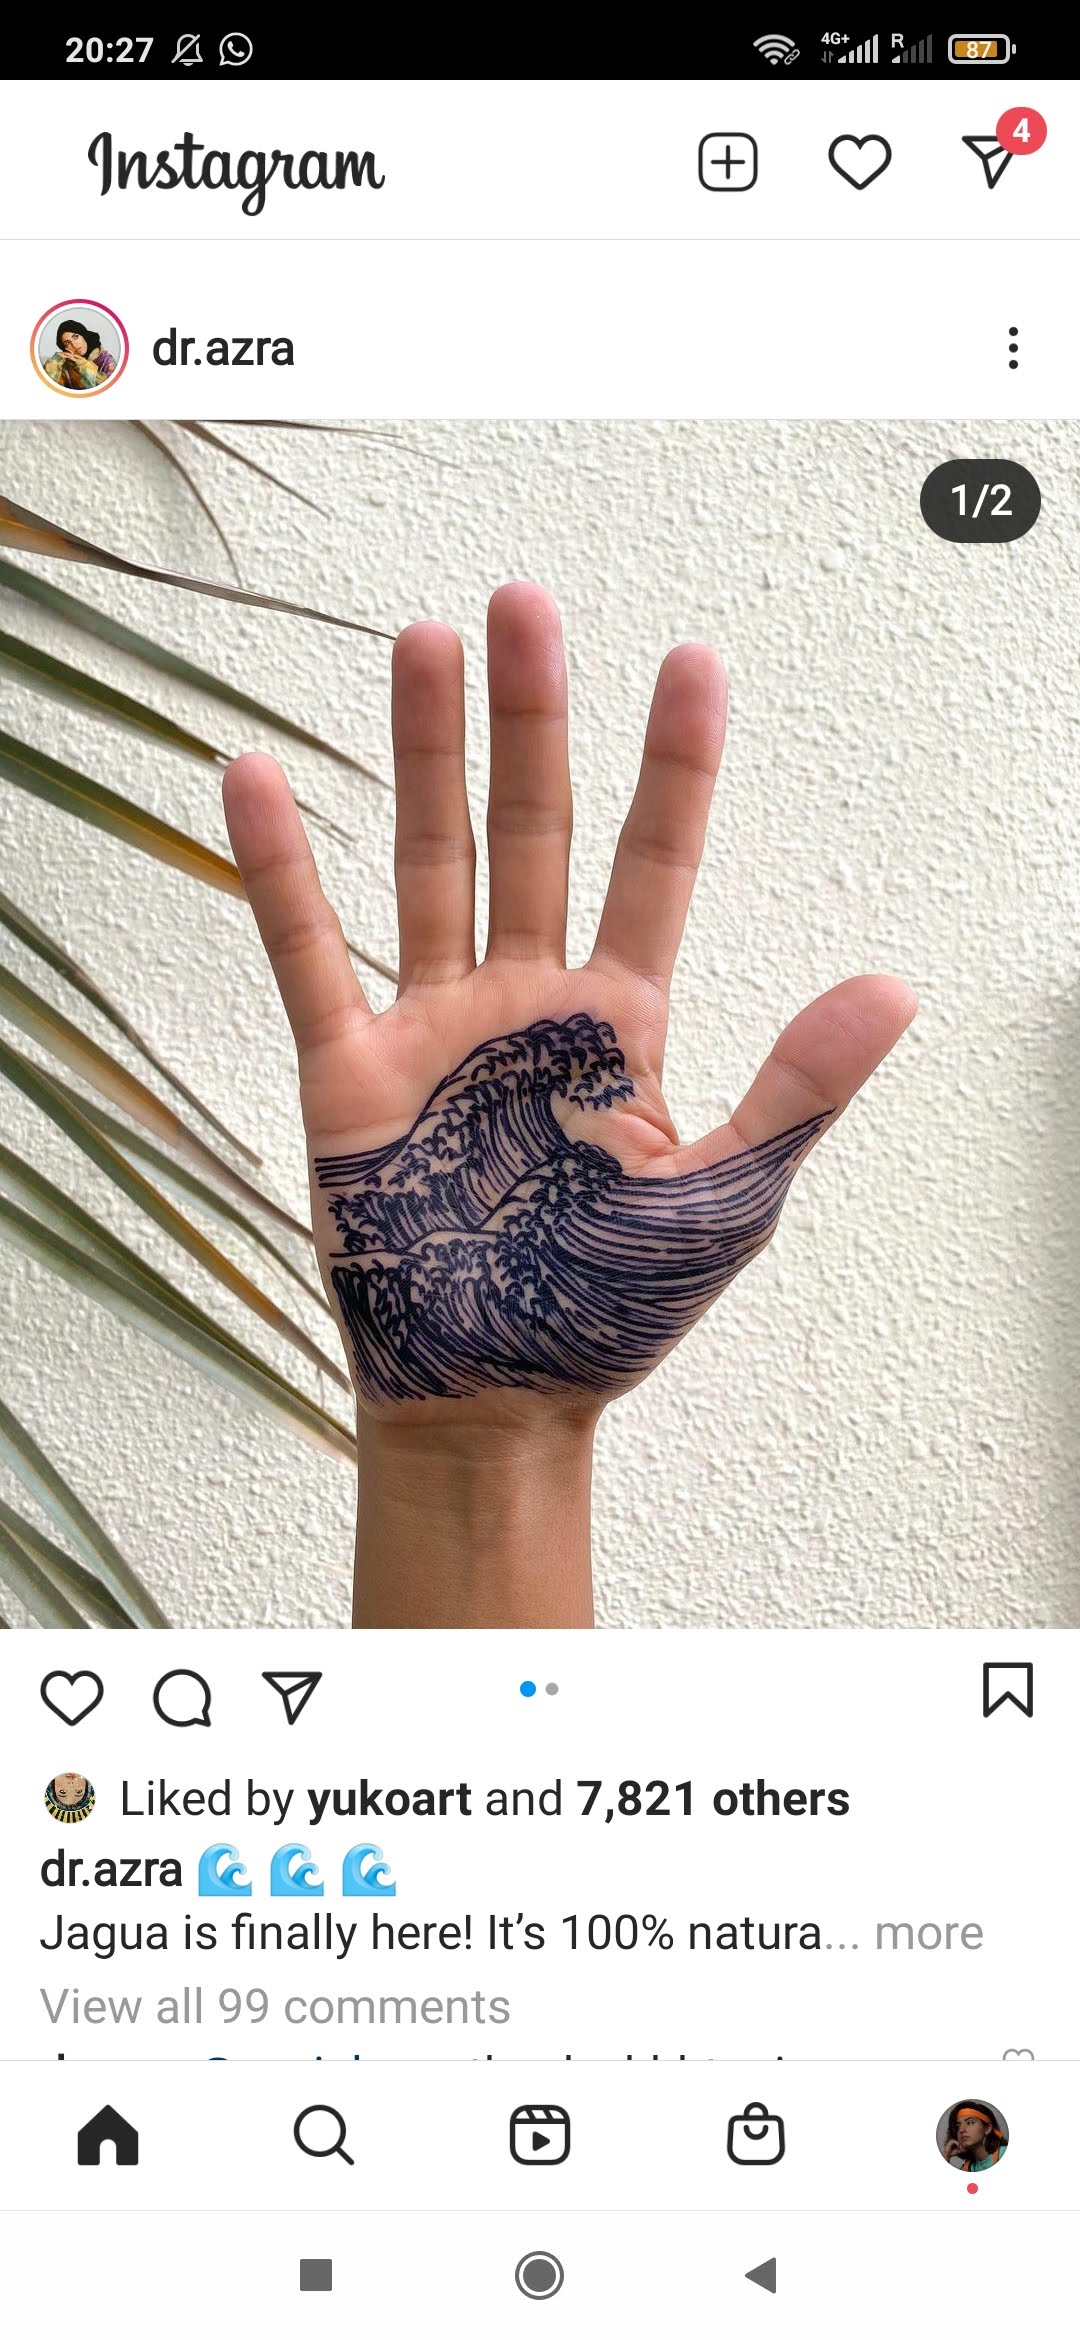 20:27
4G+ R 87
Instagram
4
dr.azra
1/2
Liked by yukoart and 7,821 others
dr.azra 🌊 🌊 🌊
Jagua is finally here! It’s 100% natura... more
View all 99 comments